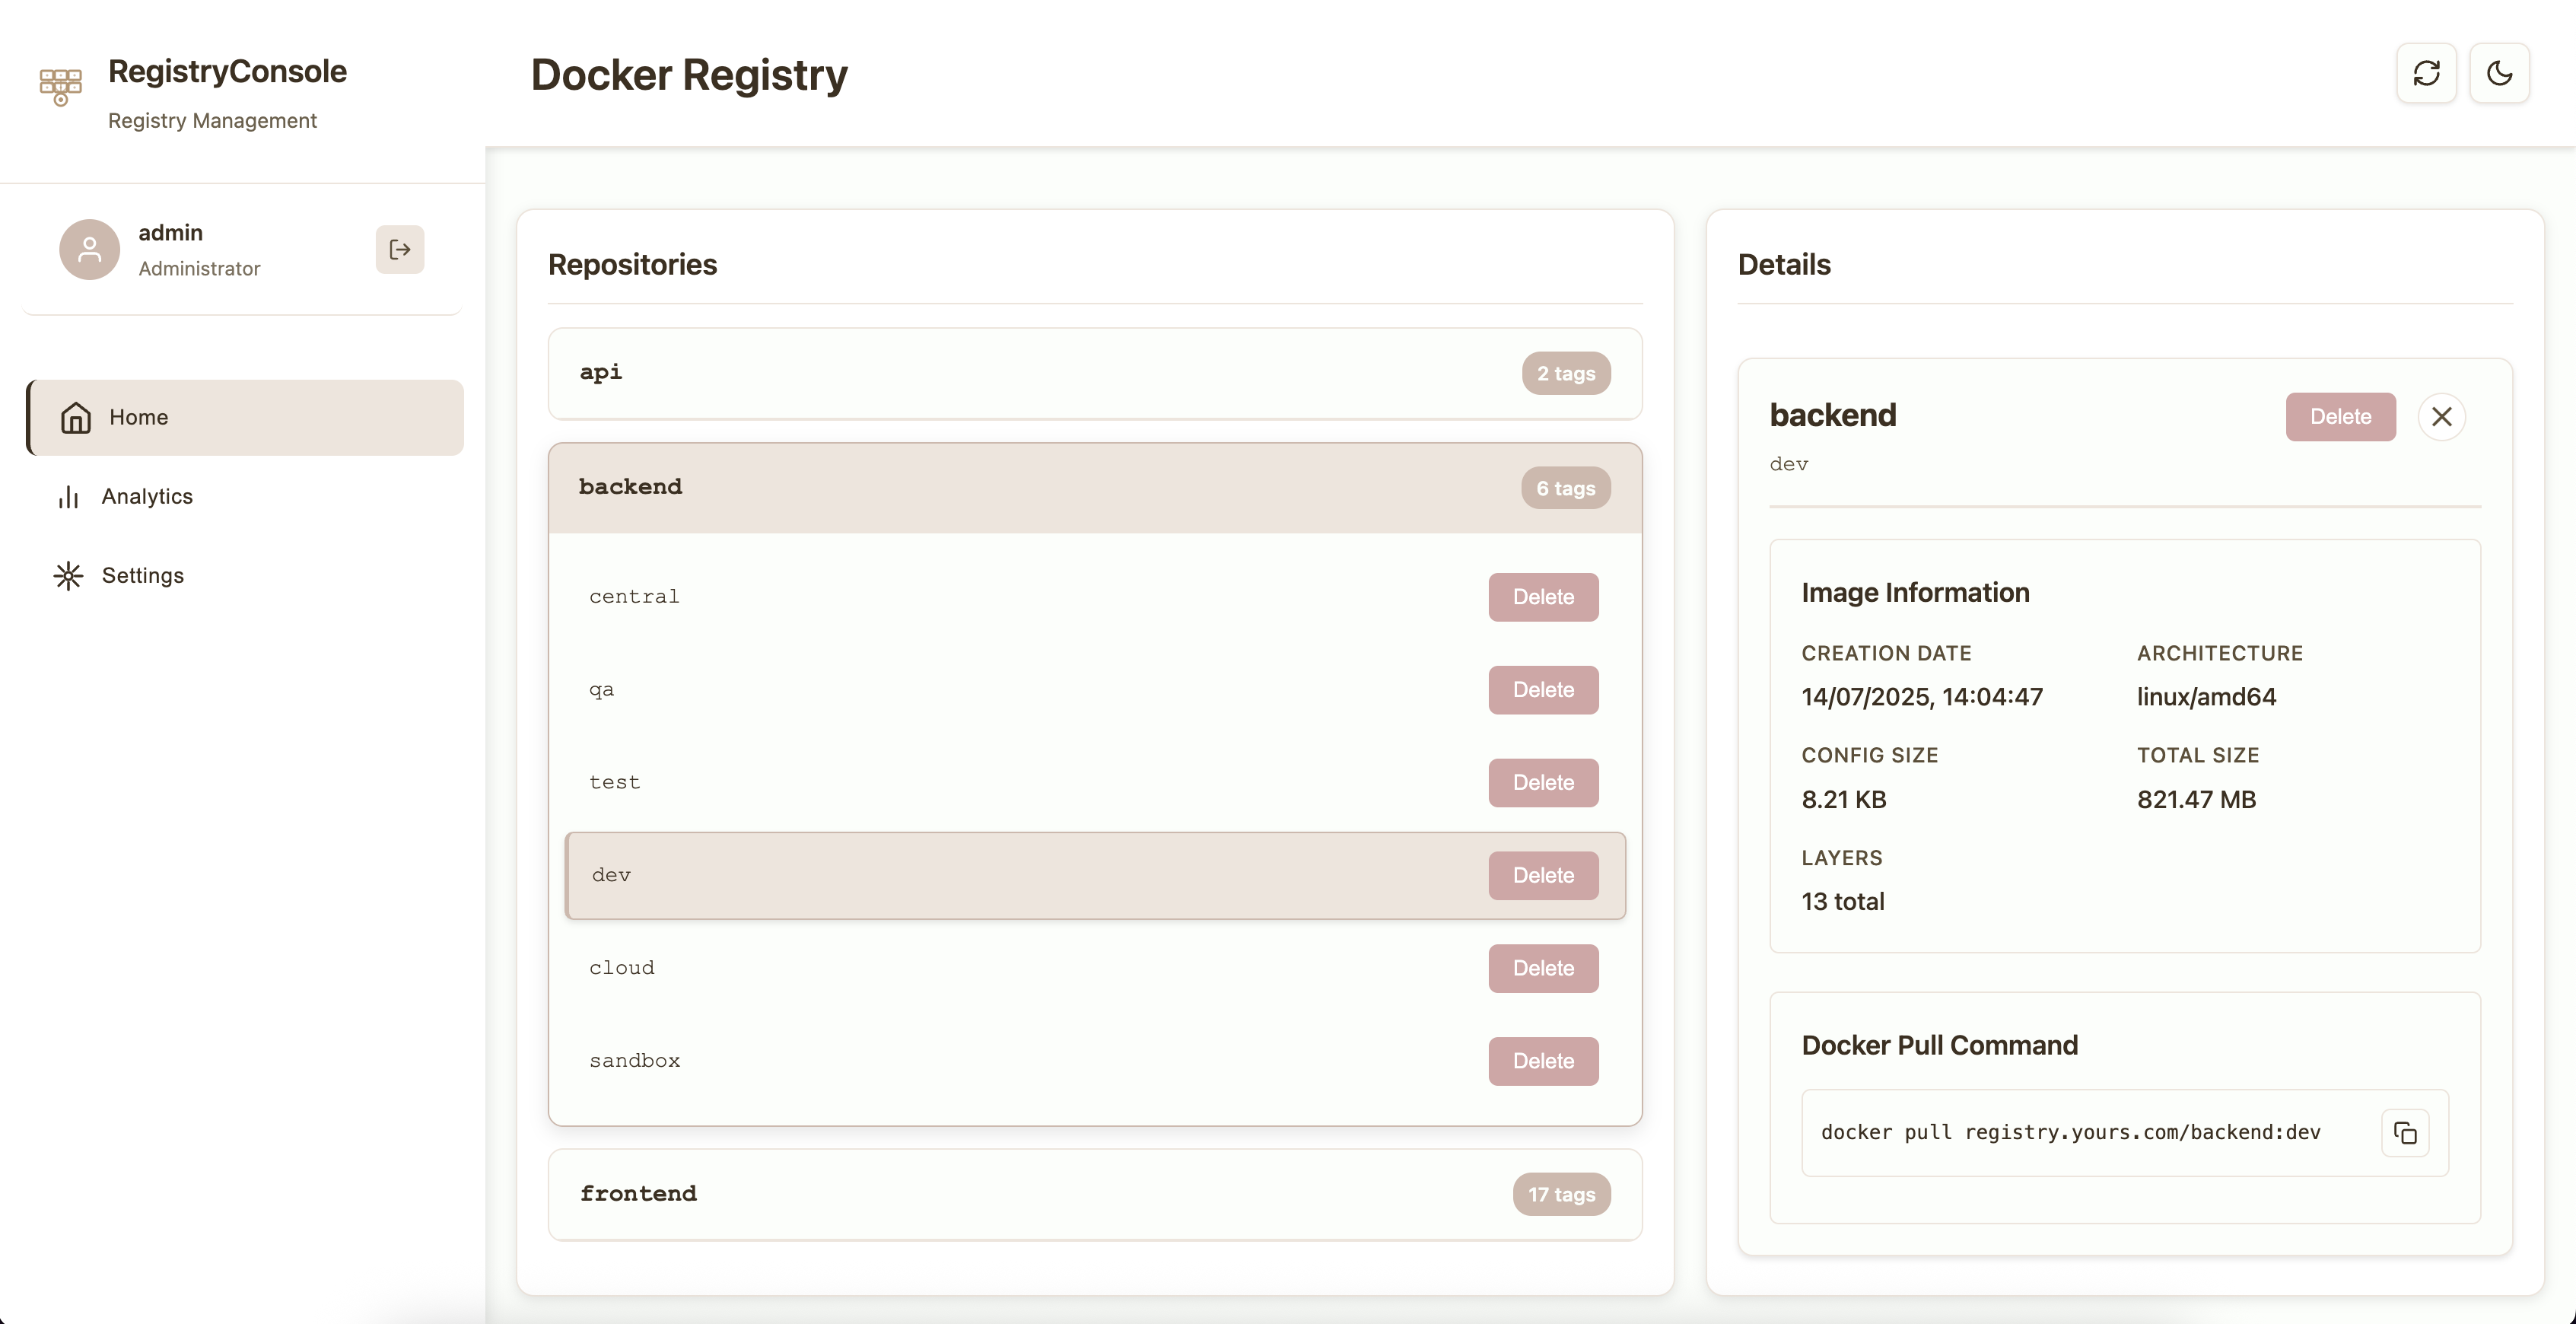 RegistryConsole
Registry Management
admin
Administrator
Home
Analytics
Settings
Docker Registry
Repositories
api
2 tags
backend
6 tags
central
Delete
qa
Delete
test
Delete
dev
Delete
cloud
Delete
sandbox
Delete
frontend
17 tags
Details
backend
Delete
dev
Image Information
CREATION DATE
14/07/2025, 14:04:47
ARCHITECTURE
linux/amd64
CONFIG SIZE
8.21 KB
TOTAL SIZE
821.47 MB
LAYERS
13 total
Docker Pull Command
docker pull registry.yours.com/backend:dev